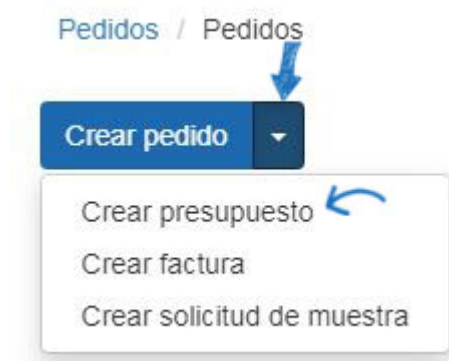 Pedidos / Pedidos
Crear pedido
Crear presupuesto
Crear factura
Crear solicitud de muestra